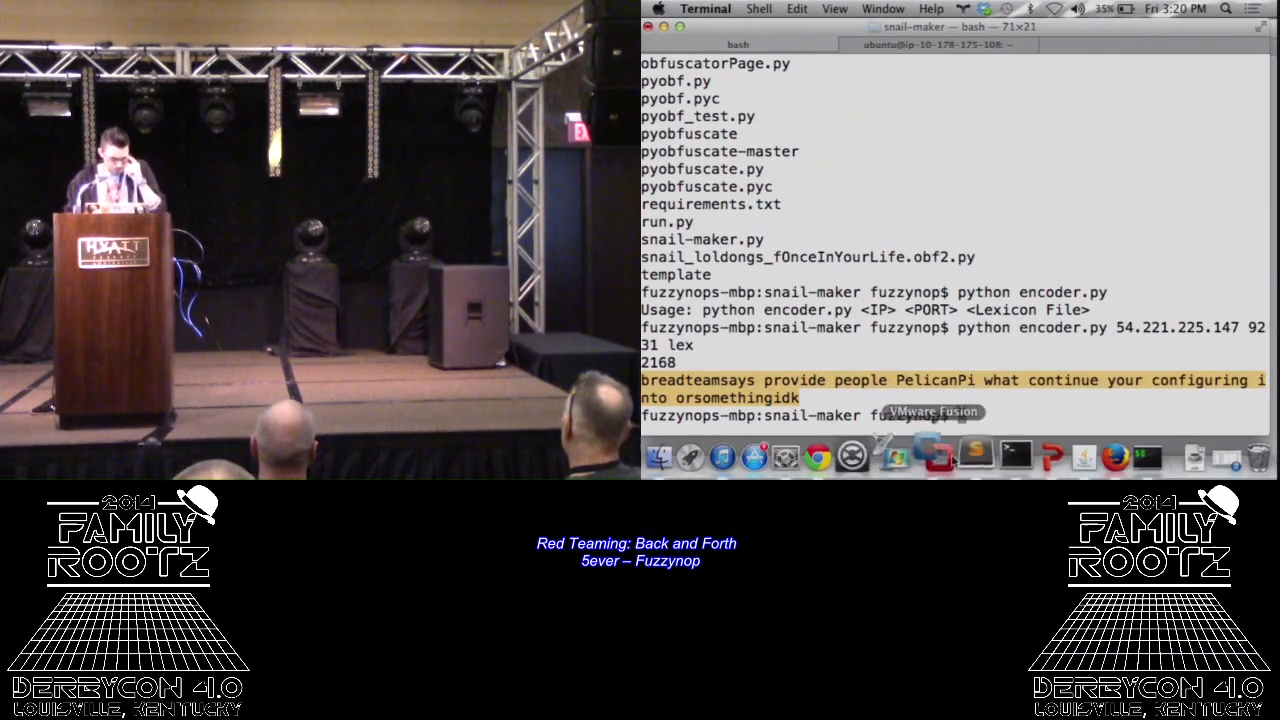 Terminal Shell Edit View Window Help 35% Fri 3:20 PM
snail-maker — bash — 71×21
bash ubuntu@ip-10-178-175-108: ~
obfuscatorPage.py
pyobf.py
pyobf.pyc
pyobf_test.py
pyobfuscate
pyobfuscate-master
pyobfuscate.py
pyobfuscate.pyc
requirements.txt
run.py
snail-maker.py
snail_loldongs_fOnceInYourLife.obf2.py
template
fuzzynops-mbp:snail-maker fuzzynop$ python encoder.py
Usage: python encoder.py <IP> <PORT> <Lexicon File>
fuzzynops-mbp:snail-maker fuzzynop$ python encoder.py 54.221.225.147 92
31 lex
2168
breadteamsays provide people PelicanPi what continue your configuring i
nto orsomethingidk
fuzzynops-mbp:snail-maker fuzzynop$
VMware Fusion
HYATT
2014
FAMILY
ROOTZ
DERBYCON 4.0
LOUISVILLE, KENTUCKY
Red Teaming: Back and Forth
5ever – Fuzzynop
2014
FAMILY
ROOTZ
DERBYCON 4.0
LOUISVILLE, KENTUCKY